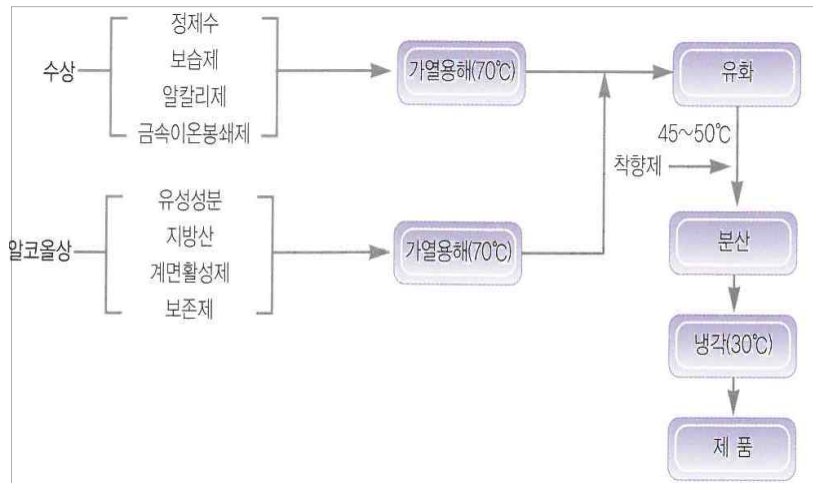 수상
정제수
보습제
알칼리제
금속이온봉쇄제
가열용해(70℃)
유화
45~50℃
착향제
알코올상
유성성분
지방산
계면활성제
보존제
가열용해(70℃)
분산
냉각(30℃)
제 품